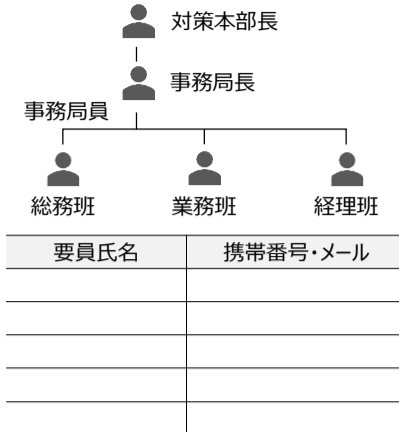 対策本部長
事務局長
事務局員
総務班 業務班 経理班
要員氏名 携帯番号・メール